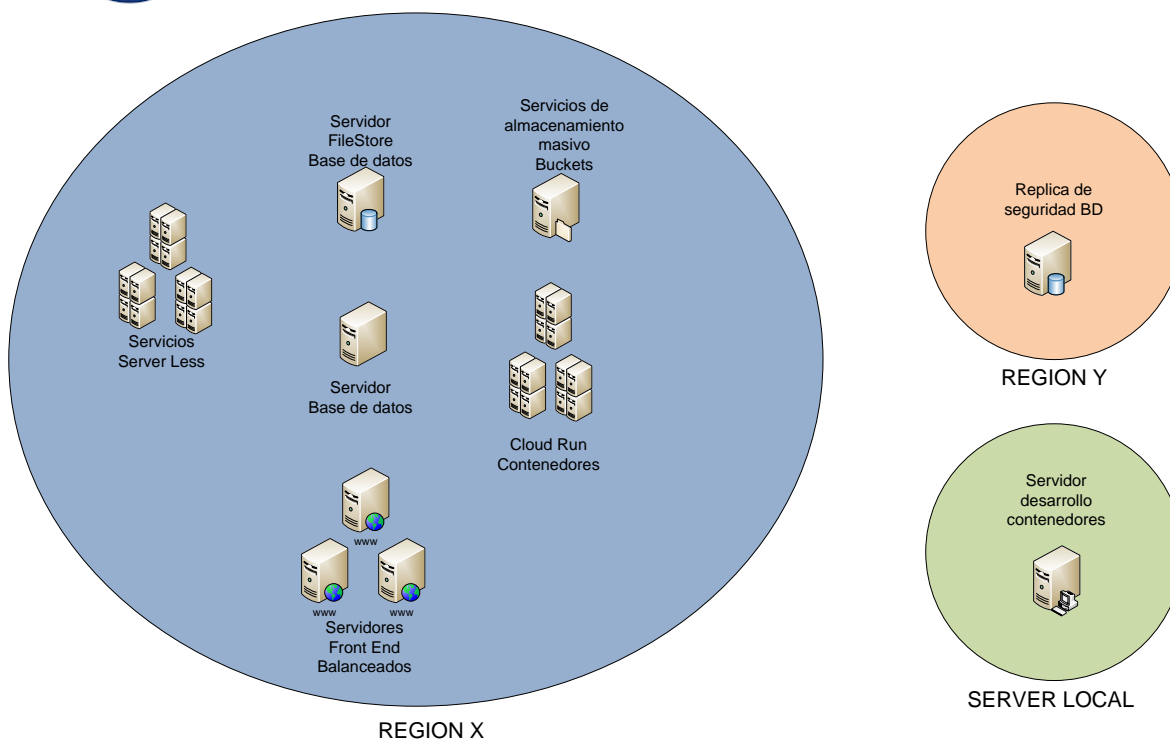 Servidor
FileStore
Base de datos
Servicios de
almacenamiento
masivo
Buckets
Servicios
Server Less
Servidor
Base de datos
Cloud Run
Contenedores
www
www
www
Servidores
Front End
Balanceados
REGION X
Replica de
seguridad BD
REGION Y
Servidor
desarrollo
contenedores
SERVER LOCAL